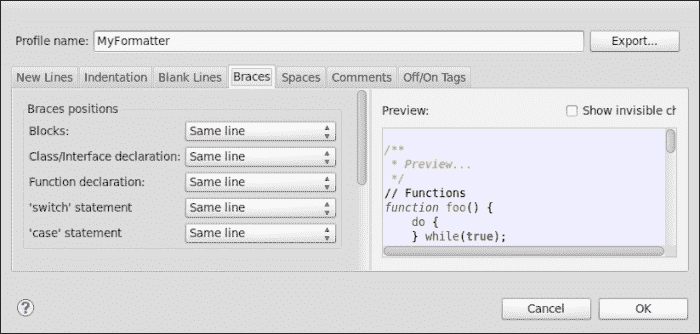 Profile name: MyFormatter Export...
New Lines Indentation Blank Lines Braces Spaces Comments Off/On Tags
Braces positions
Blocks: Same line
Class/Interface declaration: Same line
Function declaration: Same line
'switch' statement Same line
'case' statement Same line
Preview: Show invisible ch
/**
* Preview...
*/
// Functions
function foo() {
do {
} while(true);
? Cancel OK